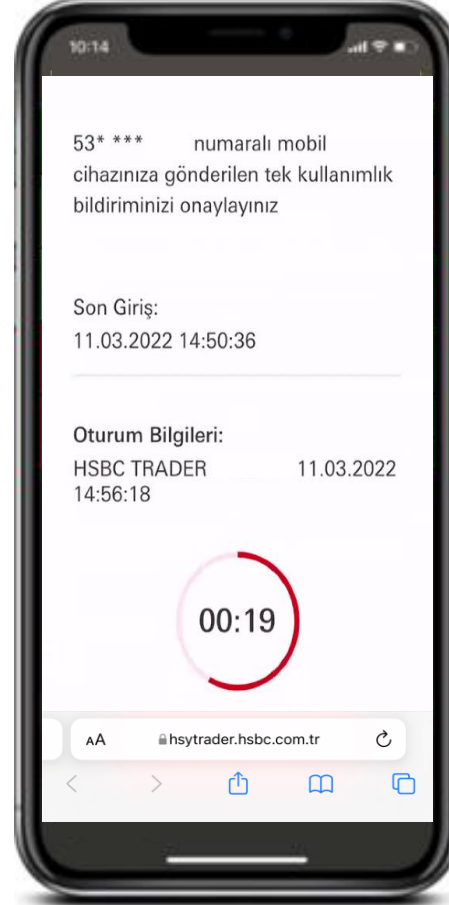 10:14
53* *** numaralı mobil
cihazınıza gönderilen tek kullanımlık
bildiriminizi onaylayınız
Son Giriş:
11.03.2022 14:50:36
Oturum Bilgileri:
HSBC TRADER 11.03.2022
14:56:18
00:19
AA hsytrader.hsbc.com.tr